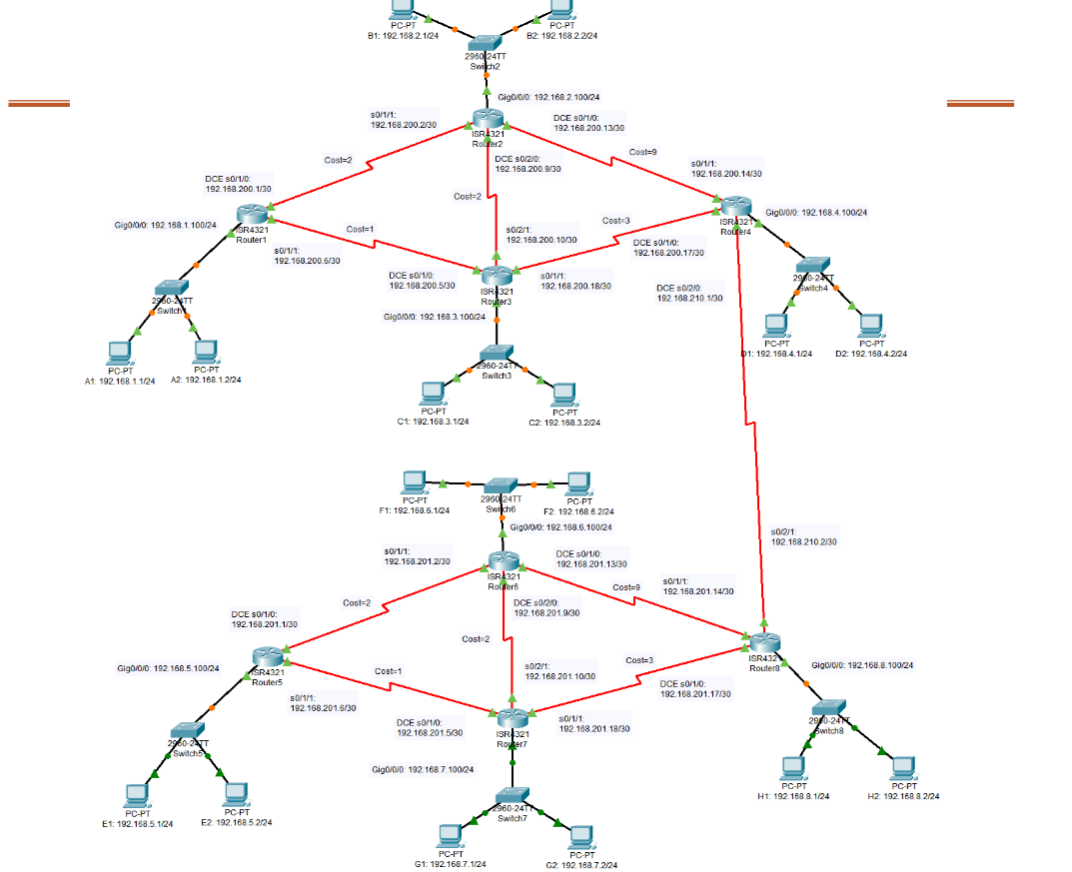 PC-PT
B1: 192.168.2.1/24
PC-PT
B2: 192.168.2.2/24
2960-24TT
Switch2
Gig0/0/0: 192.168.2.100/24
s0/1/1:
192.168.200.2/30
DCE s0/1/0:
192.168.200.13/30
ISR4321
Router2
Cost=2
Cost=9
DCE s0/2/0:
192.168.200.9/30
s0/1/1:
192.168.200.14/30
DCE s0/1/0:
192.168.200.1/30
Cost=2
Gig0/0/0: 192.168.1.100/24
ISR4321
Router1
Cost=1
s0/2/1:
192.168.200.10/30
Cost=3
Gig0/0/0: 192.168.4.100/24
ISR4321
Router4
s0/1/1:
192.168.200.6/30
DCE s0/1/0:
192.168.200.17/30
DCE s0/1/0:
192.168.200.5/30
ISR4321
Router3
s0/1/1:
192.168.200.18/30
DCE s0/2/0:
192.168.210.1/30
2960-24TT
Switch4
2960-24TT
Switch
Gig0/0/0: 192.168.3.100/24
PC-PT
D1: 192.168.4.1/24
PC-PT
D2: 192.168.4.2/24
PC-PT
A1: 192.168.1.1/24
PC-PT
A2: 192.168.1.2/24
2960-24TT
Switch3
PC-PT
C1: 192.168.3.1/24
PC-PT
C2: 192.168.3.2/24
PC-PT
F1: 192.168.6.1/24
2960-24TT
Switch6
PC-PT
F2: 192.168.6.2/24
Gig0/0/0: 192.168.6.100/24
s0/2/1:
192.168.210.2/30
s0/1/1:
192.168.201.2/30
DCE s0/1/0:
192.168.201.13/30
ISR4321
Router6
Cost=9
s0/1/1:
192.168.201.14/30
Cost=2
DCE s0/2/0:
192.168.201.9/30
DCE s0/1/0:
192.168.201.1/30
Cost=2
Gig0/0/0: 192.168.5.100/24
ISR4321
Router5
Cost=1
s0/2/1:
192.168.201.10/30
Cost=3
ISR432
Router8
Gig0/0/0: 192.168.8.100/24
s0/1/1:
192.168.201.6/30
DCE s0/1/0:
192.168.201.17/30
DCE s0/1/0:
192.168.201.5/30
ISR4321
Router7
s0/1/1:
192.168.201.18/30
2960-24TT
Switch8
2960-24TT
Switch5
Gig0/0/0: 192.168.7.100/24
PC-PT
H1: 192.168.8.1/24
PC-PT
H2: 192.168.8.2/24
PC-PT
E1: 192.168.5.1/24
PC-PT
E2: 192.168.5.2/24
2960-24TT
Switch7
PC-PT
G1: 192.168.7.1/24
PC-PT
G2: 192.168.7.2/24